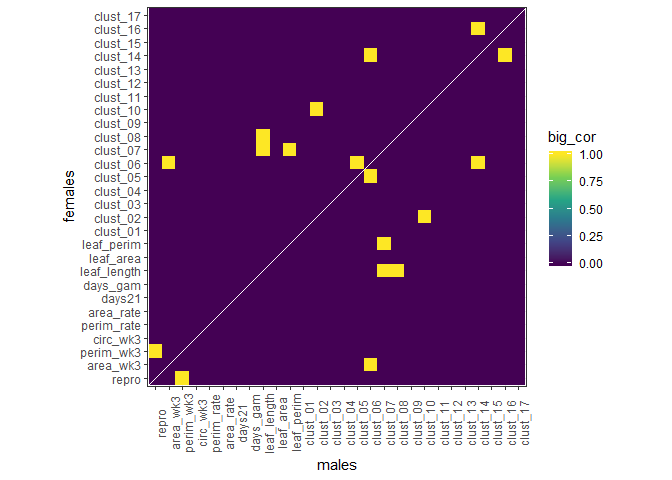 clust_17
clust_16
clust_15
clust_14
clust_13
clust_12
clust_11
clust_10
clust_09
clust_08
clust_07
clust_06
clust_05
clust_04
clust_03
clust_02
clust_01
leaf_perim
leaf_area
leaf_length
days_gam
days21
area_rate
perim_rate
circ_wk3
perim_wk3
area_wk3
repro
females
repro
area_wk3
perim_wk3
circ_wk3
perim_rate
area_rate
days21
days_gam
leaf_length
leaf_area
leaf_perim
clust_01
clust_02
clust_03
clust_04
clust_05
clust_06
clust_07
clust_08
clust_09
clust_10
clust_11
clust_12
clust_13
clust_14
clust_15
clust_16
clust_17
males
big_cor
1.00
0.75
0.50
0.25
0.00